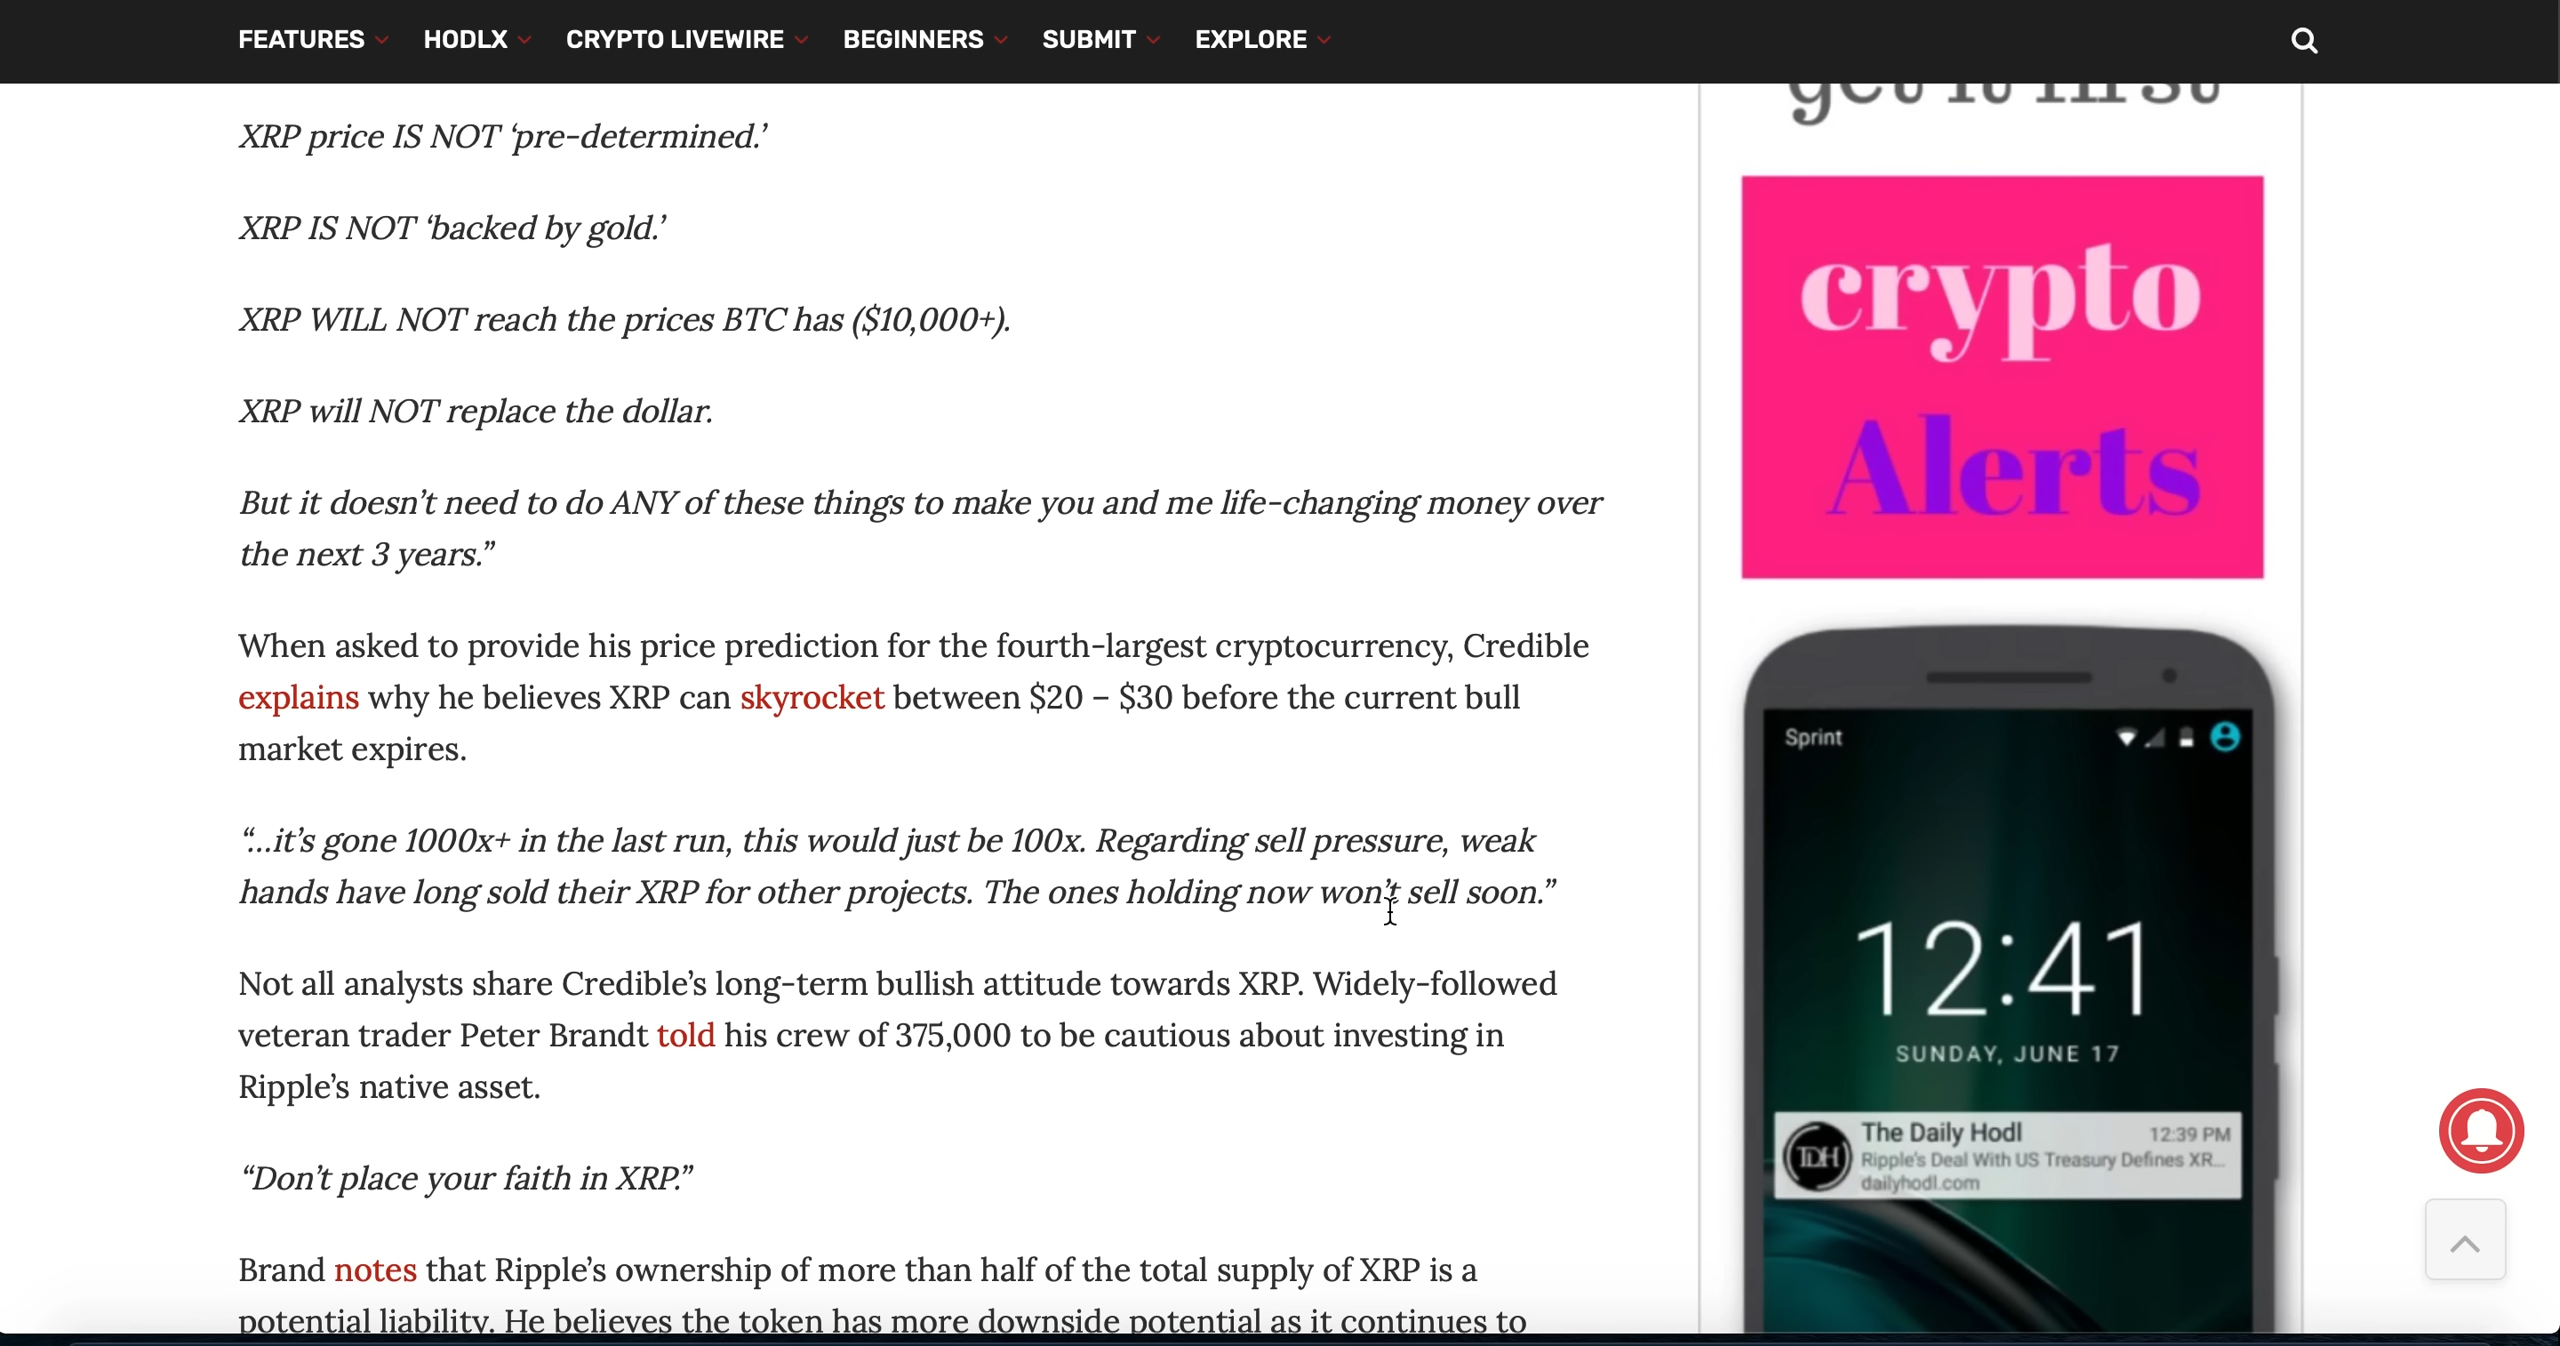 FEATURES HODLX CRYPTO LIVEWIRE BEGINNERS SUBMIT EXPLORE
XRP price IS NOT ‘pre-determined.’
XRP IS NOT ‘backed by gold.’
XRP WILL NOT reach the prices BTC has ($10,000+).
XRP will NOT replace the dollar.
But it doesn’t need to do ANY of these things to make you and me life-changing money over
the next 3 years.”
When asked to provide his price prediction for the fourth-largest cryptocurrency, Credible
explains why he believes XRP can skyrocket between $20 – $30 before the current bull
market expires.
“…it’s gone 1000x+ in the last run, this would just be 100x. Regarding sell pressure, weak
hands have long sold their XRP for other projects. The ones holding now won’t sell soon.”
Not all analysts share Credible’s long-term bullish attitude towards XRP. Widely-followed
veteran trader Peter Brandt told his crew of 375,000 to be cautious about investing in
Ripple’s native asset.
“Don’t place your faith in XRP.”
Brand notes that Ripple’s ownership of more than half of the total supply of XRP is a
potential liability. He believes the token has more downside potential as it continues to
get it first
crypto
Alerts
Sprint
12:41
SUNDAY, JUNE 17
TDH
The Daily Hodl 12:39 PM
Ripple's Deal With US Treasury Defines XR...
dailyhodl.com